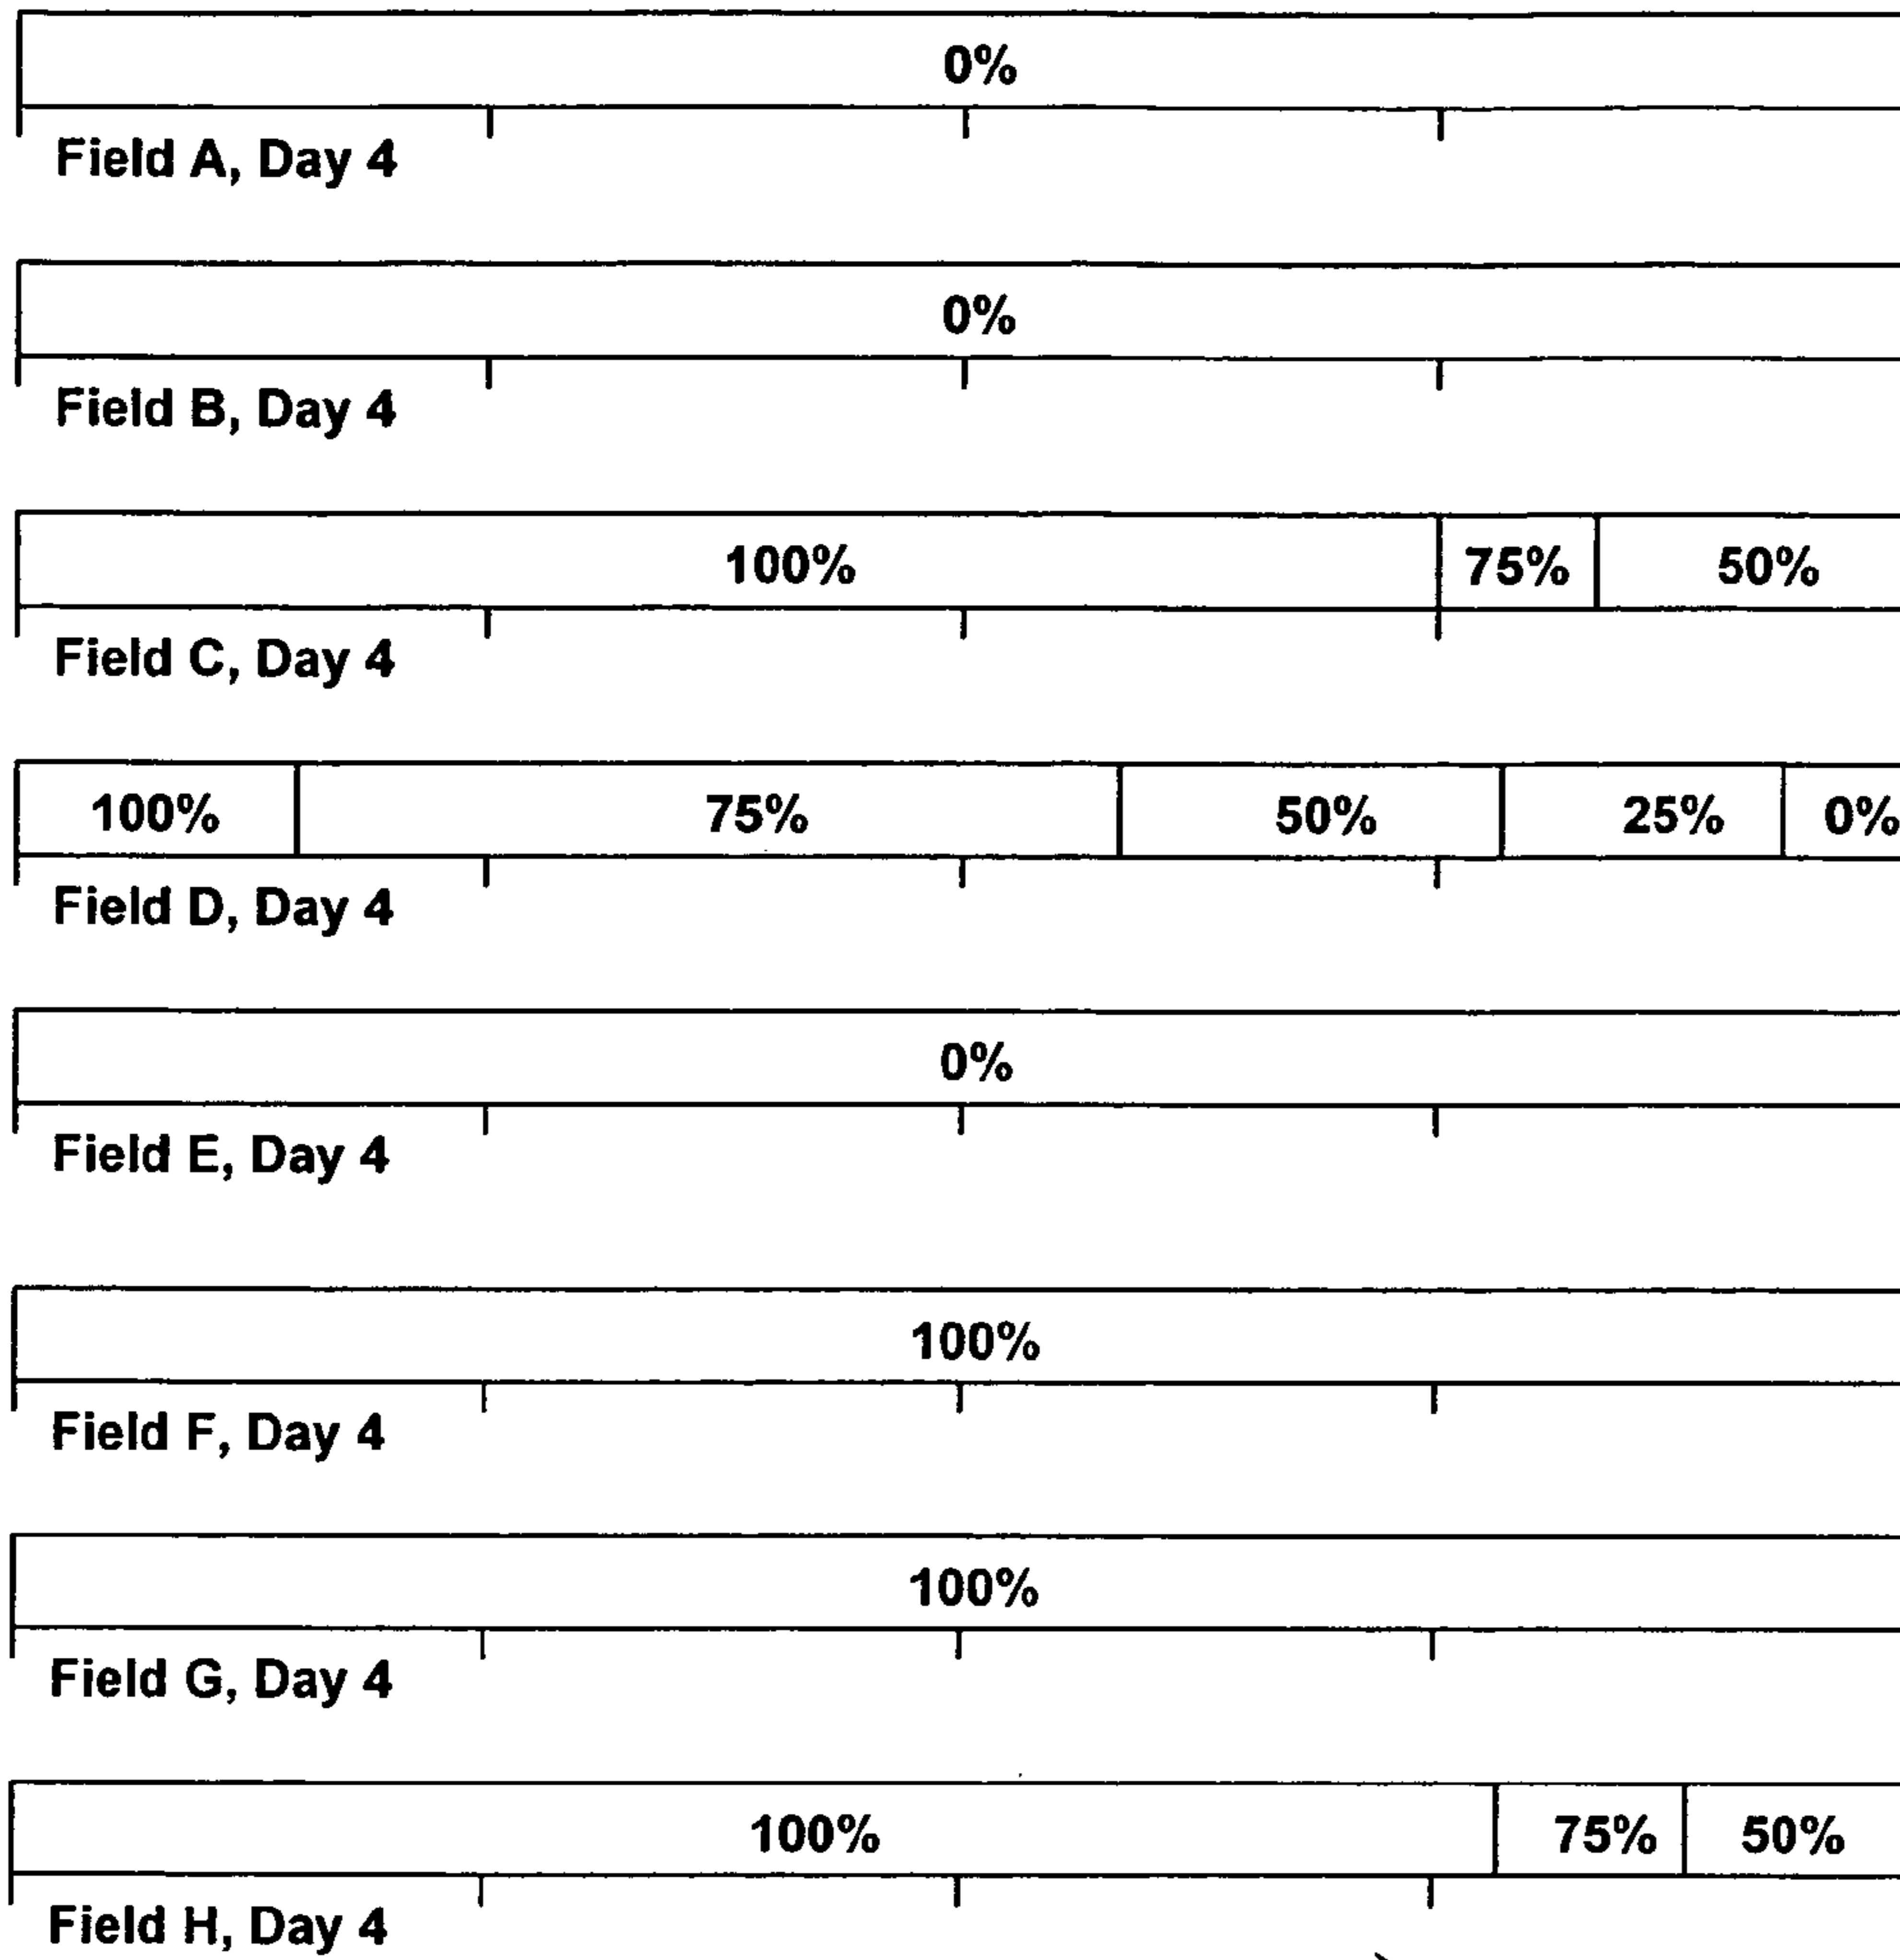 0%
Field A, Day 4
0%
Field B, Day 4
100% 75% 50%
Field C, Day 4
100% 75% 50% 25% 0%
Field D, Day 4
0%
Field E, Day 4
100%
Field F, Day 4
100%
Field G, Day 4
100% 75% 50%
Field H, Day 4